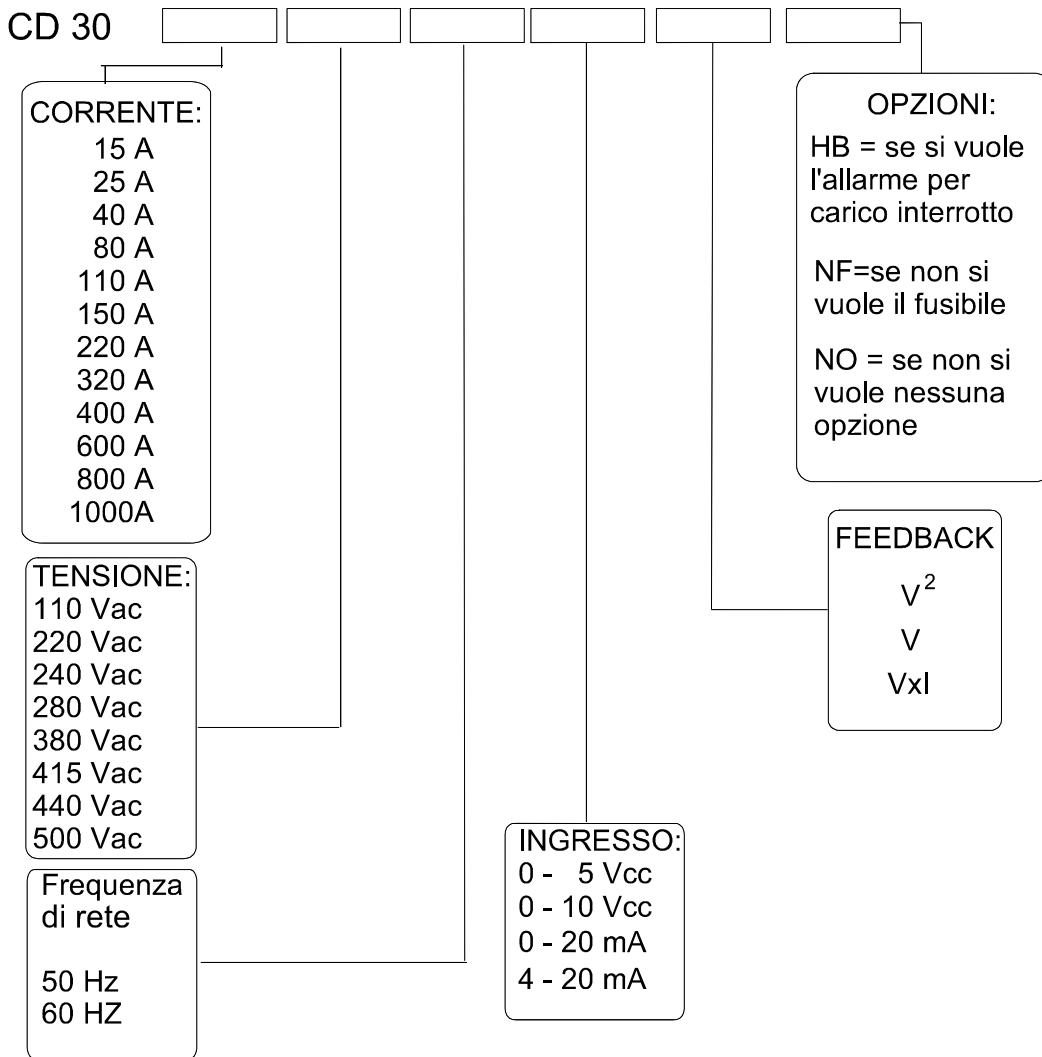 CD 30
CORRENTE:
15 A
25 A
40 A
80 A
110 A
150 A
220 A
320 A
400 A
600 A
800 A
1000A
TENSIONE:
110 Vac
220 Vac
240 Vac
280 Vac
380 Vac
415 Vac
440 Vac
500 Vac
Frequenza
di rete
50 Hz
60 HZ
INGRESSO:
0 - 5 Vcc
0 - 10 Vcc
0 - 20 mA
4 - 20 mA
FEEDBACK
V²
V
VxI
OPZIONI:
HB = se si vuole
l'allarme per
carico interrotto
NF=se non si
vuole il fusibile
NO = se non si
vuole nessuna
opzione